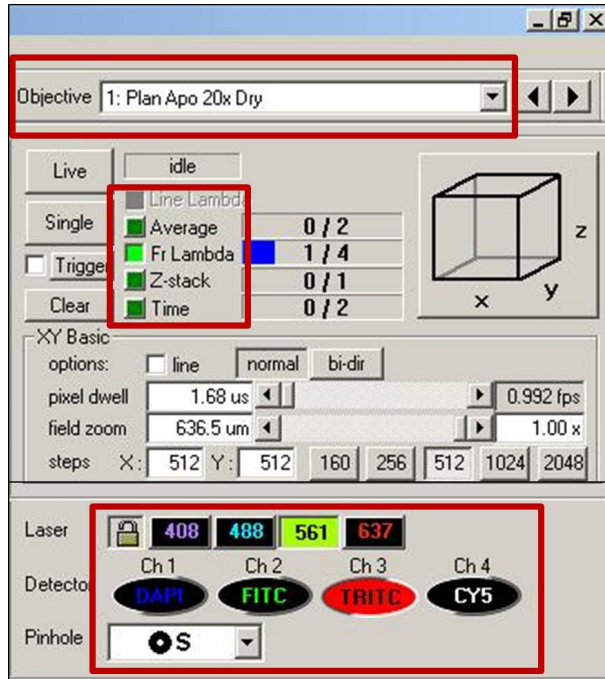 Objective 1: Plan Apo 20x Dry
Live idle
Line Lambda
Single Average 0 / 2
Fr Lambda 1 / 4
Trigger Z-stack 0 / 1
Clear Time 0 / 2
z
x y
XY Basic
options: line normal bi-dir
pixel dwell 1.68 us 0.992 fps
field zoom 636.5 um 1.00 x
steps X: 512 Y: 512 160 256 512 1024 2048
Laser 408 488 561 637
Ch 1 Ch 2 Ch 3 Ch 4
Detector DAPI FITC TRITC CY5
Pinhole S